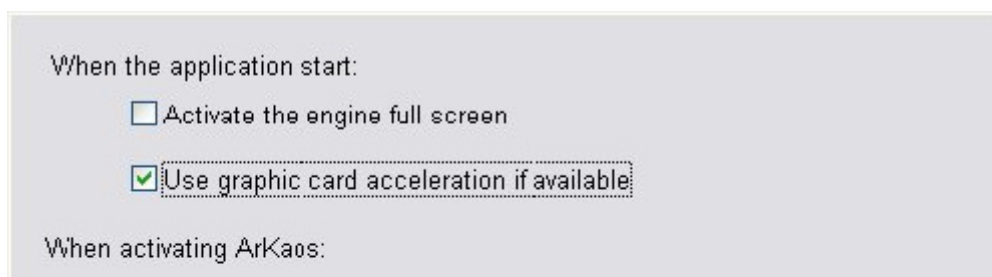 When the application start:
Activate the engine full screen
Use graphic card acceleration if available
When activating ArKaos: